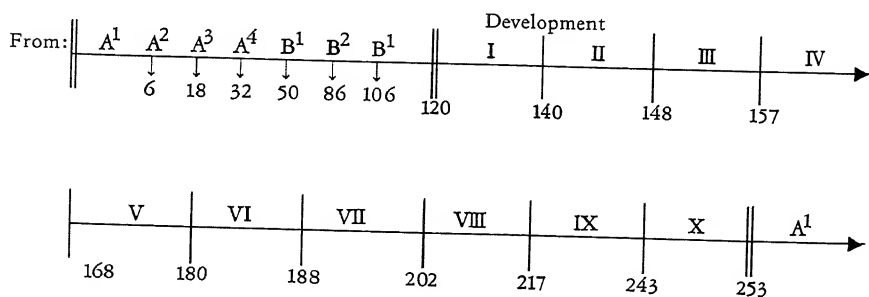 Development
From: A¹ A² A³ A⁴ B¹ B² B¹ I II III IV
6 18 32 50 86 106 120 140 148 157
V VI VII VIII IX X A¹
168 180 188 202 217 243 253